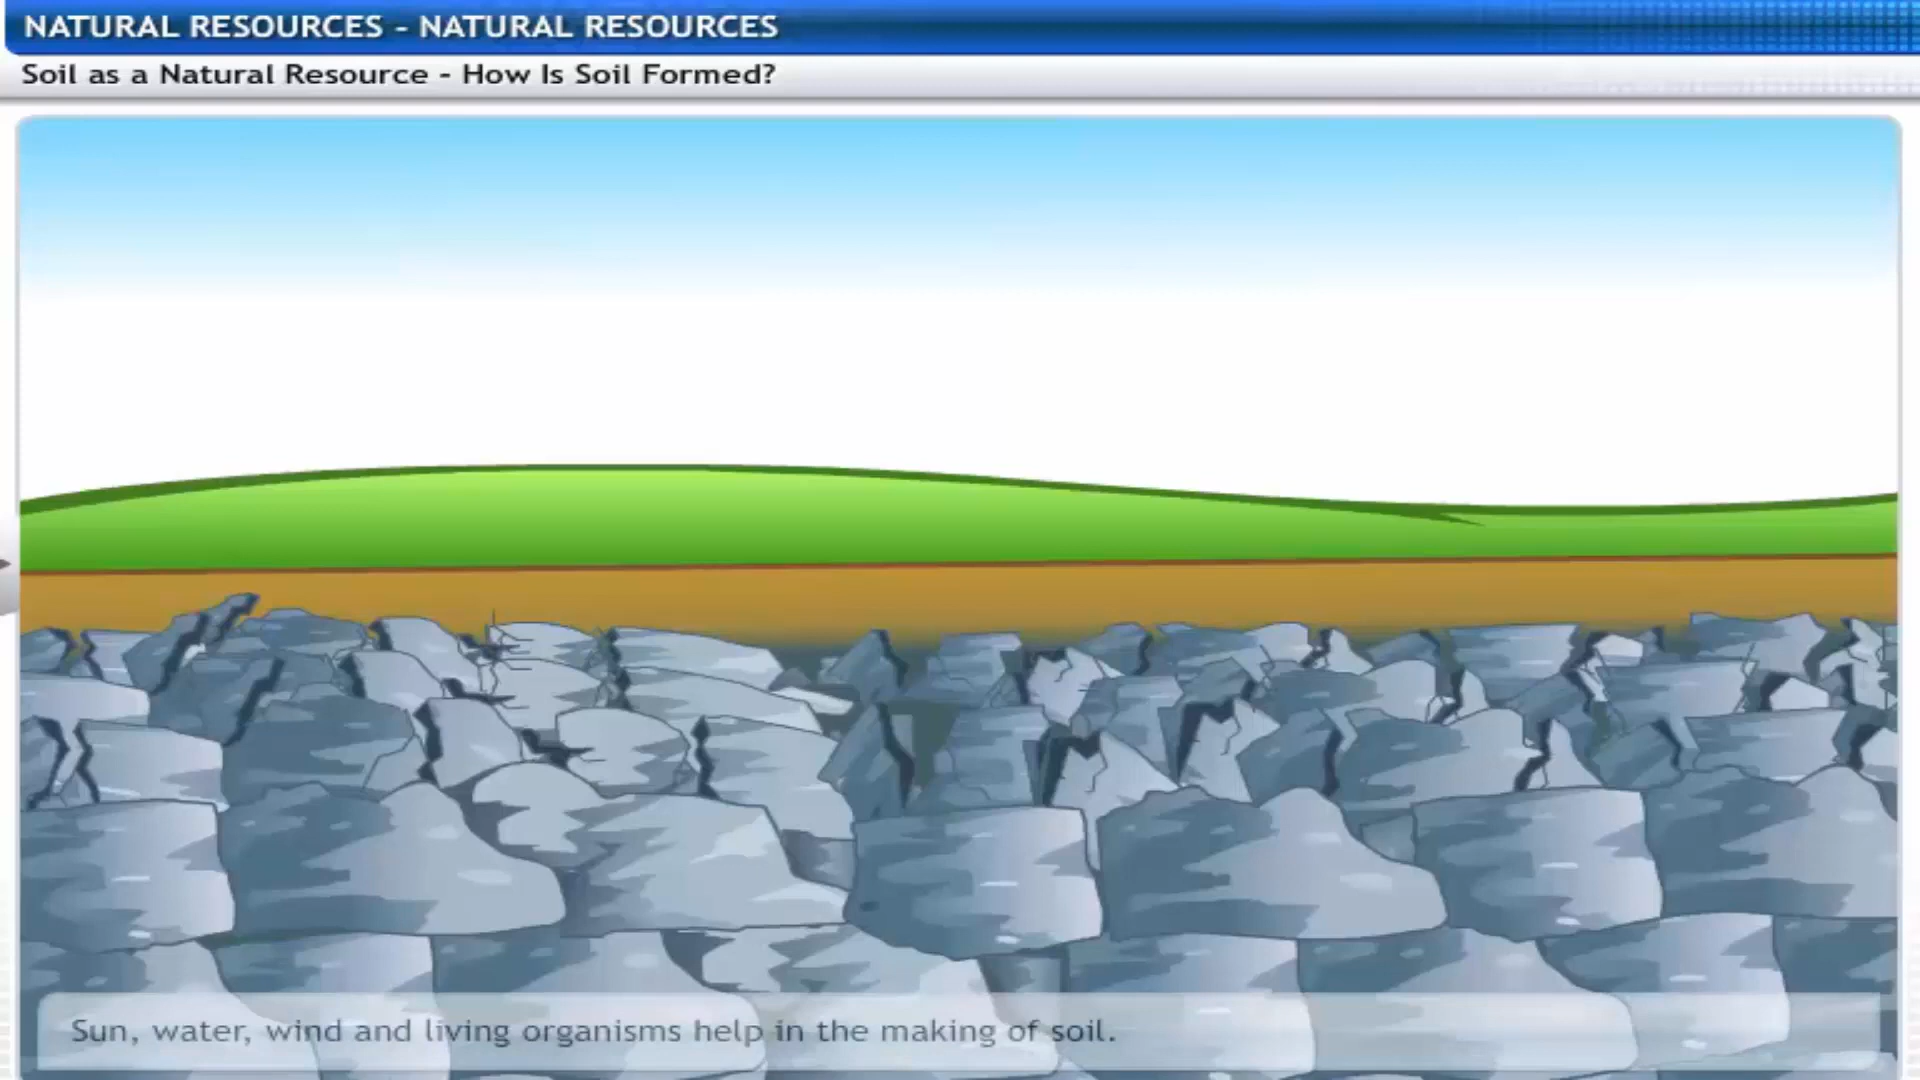 NATURAL RESOURCES - NATURAL RESOURCES
Soil as a Natural Resource - How Is Soil Formed?
Sun, water, wind and living organisms help in the making of soil.